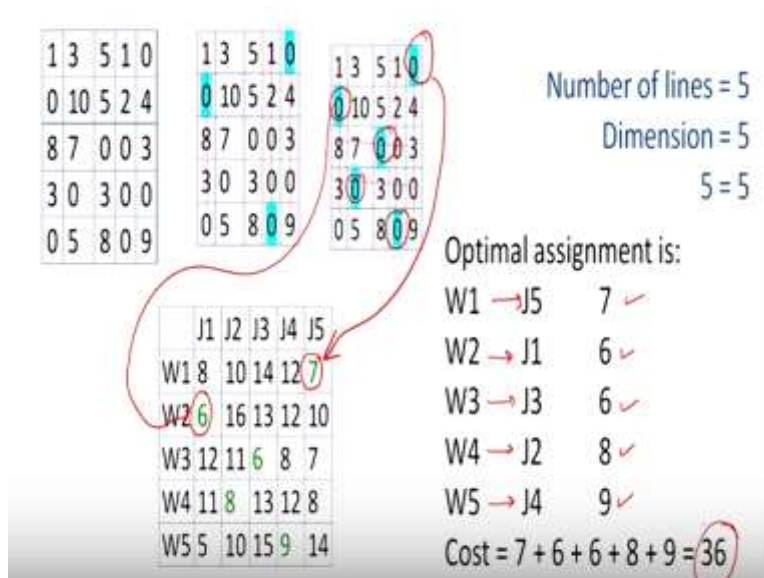 1 3 5 1 0
0 10 5 2 4
8 7 0 0 3
3 0 3 0 0
0 5 8 0 9
1 3 5 1 0
0 10 5 2 4
8 7 0 0 3
3 0 3 0 0
0 5 8 0 9
1 3 5 1 0
0 10 5 2 4
8 7 0 0 3
3 0 3 0 0
0 5 8 0 9
Number of lines = 5
Dimension = 5
5 = 5
J1 J2 J3 J4 J5
W1 8 10 14 12 7
W2 6 16 13 12 10
W3 12 11 6 8 7
W4 11 8 13 12 8
W5 5 10 15 9 14
Optimal assignment is:
W1 → J5 7 ✓
W2 → J1 6 ✓
W3 → J3 6 ✓
W4 → J2 8 ✓
W5 → J4 9 ✓
Cost = 7 + 6 + 6 + 8 + 9 = 36